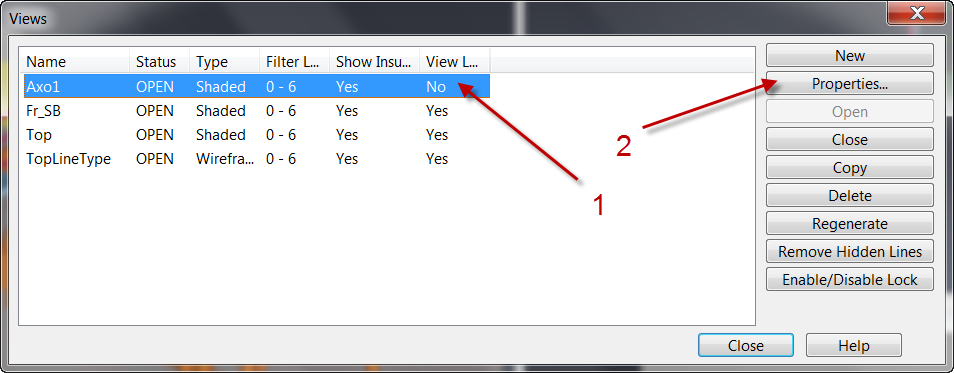 Views
Name Status Type Filter L... Show Insu... View L...
Axo1 OPEN Shaded 0 - 6 Yes No
Fr_SB OPEN Shaded 0 - 6 Yes Yes
Top OPEN Shaded 0 - 6 Yes Yes
TopLineType OPEN Wirefra... 0 - 6 Yes Yes
1
2
New
Properties...
Open
Close
Copy
Delete
Regenerate
Remove Hidden Lines
Enable/Disable Lock
Close Help